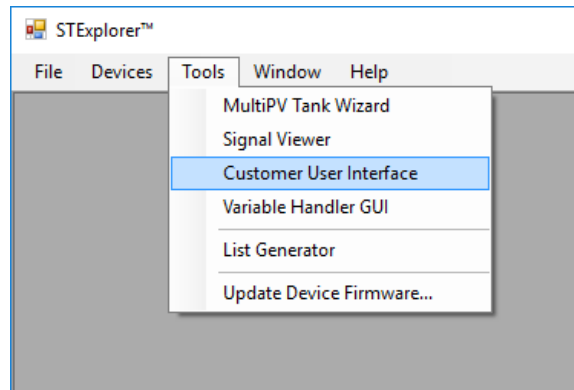 STExplorer™
File Devices Tools Window Help
MultiPV Tank Wizard
Signal Viewer
Customer User Interface
Variable Handler GUI
List Generator
Update Device Firmware...